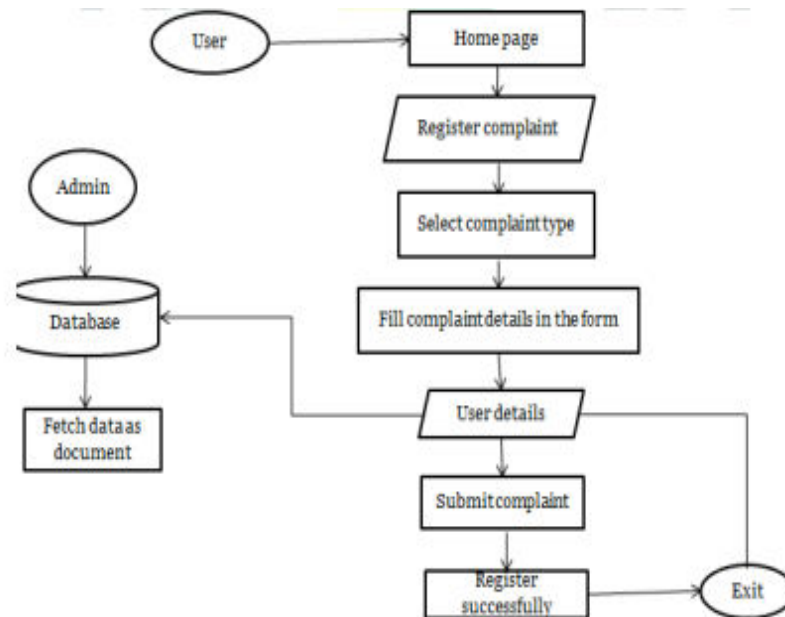 User
Home page
Register complaint
Admin
Select complaint type
Database
Fill complaint details in the form
Fetch data as
document
User details
Submit complaint
Register
successfully
Exit